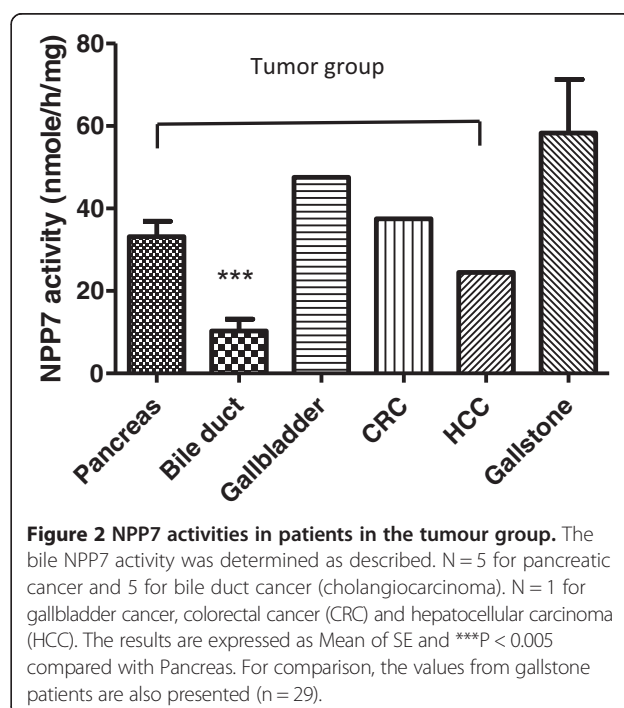 80
60
40
20
0
NPP7 activity (nmole/h/mg)
Tumor group
***
Pancreas
Bile duct
Gallbladder
CRC
HCC
Gallstone
Figure 2 NPP7 activities in patients in the tumour group. The
bile NPP7 activity was determined as described. N = 5 for pancreatic
cancer and 5 for bile duct cancer (cholangiocarcinoma). N = 1 for
gallbladder cancer, colorectal cancer (CRC) and hepatocellular carcinoma
(HCC). The results are expressed as Mean of SE and ***P < 0.005
compared with Pancreas. For comparison, the values from gallstone
patients are also presented (n = 29).